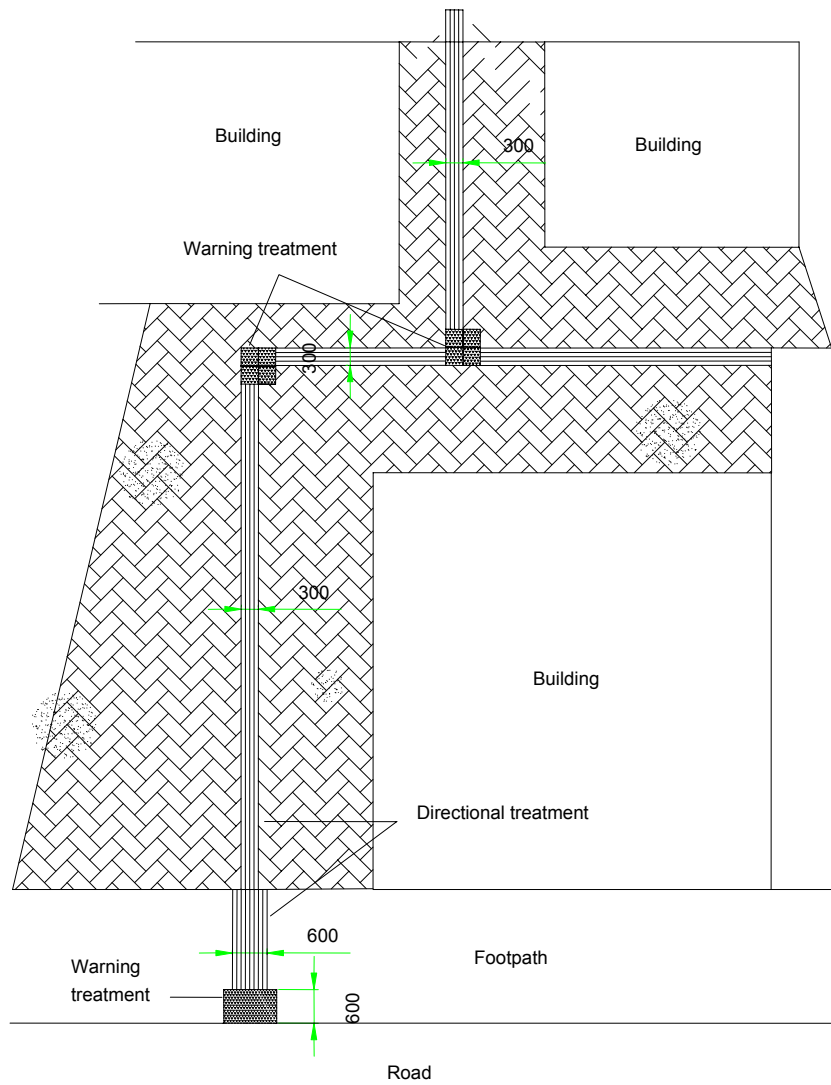 Building
300
Building
Warning treatment
300
300
Building
Directional treatment
600
Footpath
Warning
treatment
600
Road